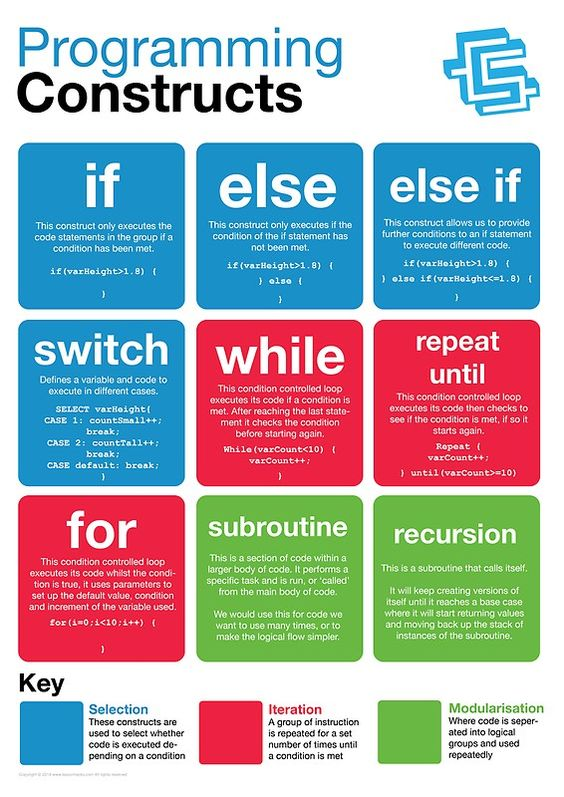 Programming
Constructs
if
This construct only executes the
code statements in the group if a
condition has been met.
if(varHeight>1.8) {
}
else
This construct only executes if the
condition of the if statement has
not been met.
if(varHeight>1.8) {
} else {
}
else if
This construct allows us to provide
further conditions to an if statement
to execute different code.
if(varHeight>1.8) {
} else if(varHeight<=1.8) {
}
switch
Defines a variable and code to
execute in different cases.
SELECT varHeight{
CASE 1: countSmall++;
break;
CASE 2: countTall++;
break;
CASE default: break;
}
while
This condition controlled loop
executes its code if a condition is
met. After reaching the last state-
ment it checks the condition
before starting again.
While(varCount<10) {
varCount++;
}
repeat
until
This condition controlled loop
executes its code then checks to
see if the condition is met, if so it
starts again.
Repeat {
varCount++;
} until(varCount>=10)
for
This condition controlled loop
executes its code whilst the condi-
tion is true, it uses parameters to
set up the default value, condition
and increment of the variable used.
for(i=0;i<10;i++) {
}
subroutine
This is a section of code within a
larger body of code. It performs a
specific task and is run, or 'called'
from the main body of code.
We would use this for code we
want to use many times, or to
make the logical flow simpler.
recursion
This is a subroutine that calls itself.
It will keep creating versions of
itself until it reaches a base case
where it will start returning values
and moving back up the stack of
instances of the subroutine.
Key
Selection
These constructs are
used to select whether
code is executed de-
pending on a condition
Iteration
A group of instruction
is repeated for a set
number of times until
a condition is met
Modularisation
Where code is seper-
ated into logical
groups and used
repeatedly